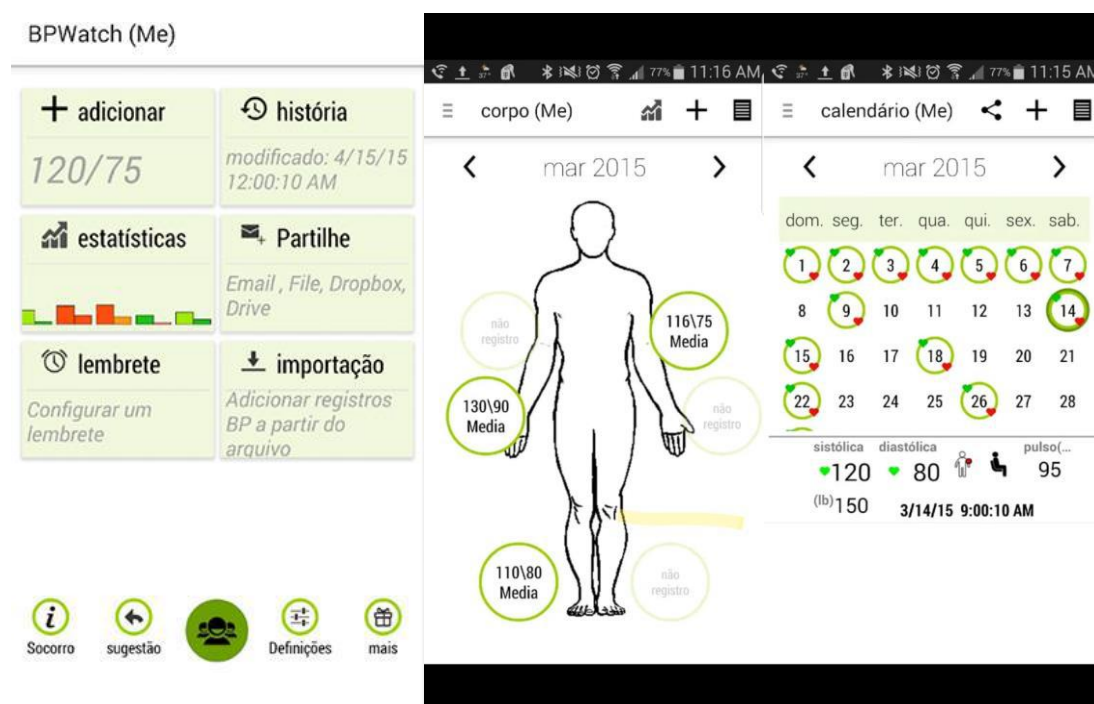 BPWatch (Me)
adicionar
120/75
história
modificado: 4/15/15
12:00:10 AM
estatísticas
Partilhe
Email , File, Dropbox,
Drive
lembrete
Configurar um
lembrete
importação
Adicionar registros
BP a partir do
arquivo
Socorro
sugestão
Definições
mais
37°
77%
11:16 AM
corpo (Me)
mar 2015
não
registro
116\75
Media
130\90
Media
não
registro
110\80
Media
não
registro
37°
77%
11:15 AM
calendário (Me)
mar 2015
dom. seg. ter. qua. qui. sex. sab.
1 2 3 4 5 6 7
8 9 10 11 12 13 14
15 16 17 18 19 20 21
22 23 24 25 26 27 28
sistólica diastólica pulso(...
120 80 95
(lb)150 3/14/15 9:00:10 AM